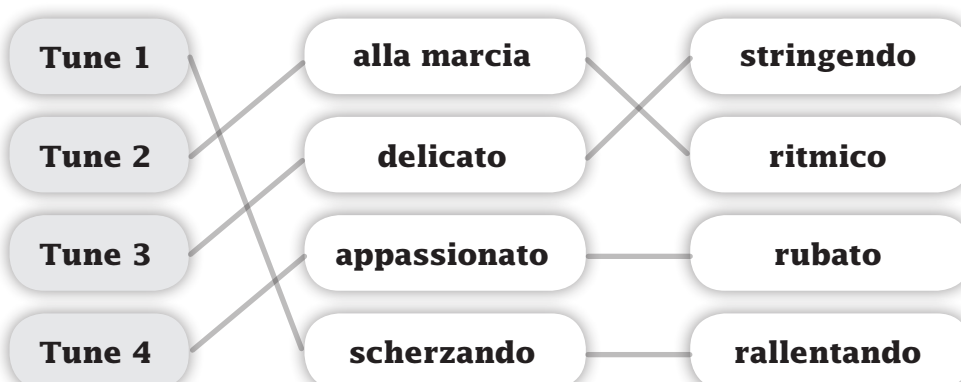 Tune 1 alla marcia stringendo
Tune 2 delicato ritmico
Tune 3 appassionato rubato
Tune 4 scherzando rallentando